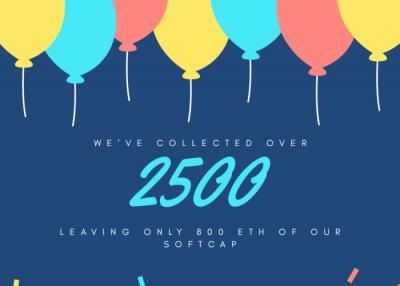 WE'VE COLLECTED OVER
2500
LEAVING ONLY 800 ETH OF OUR
SOFTCAP